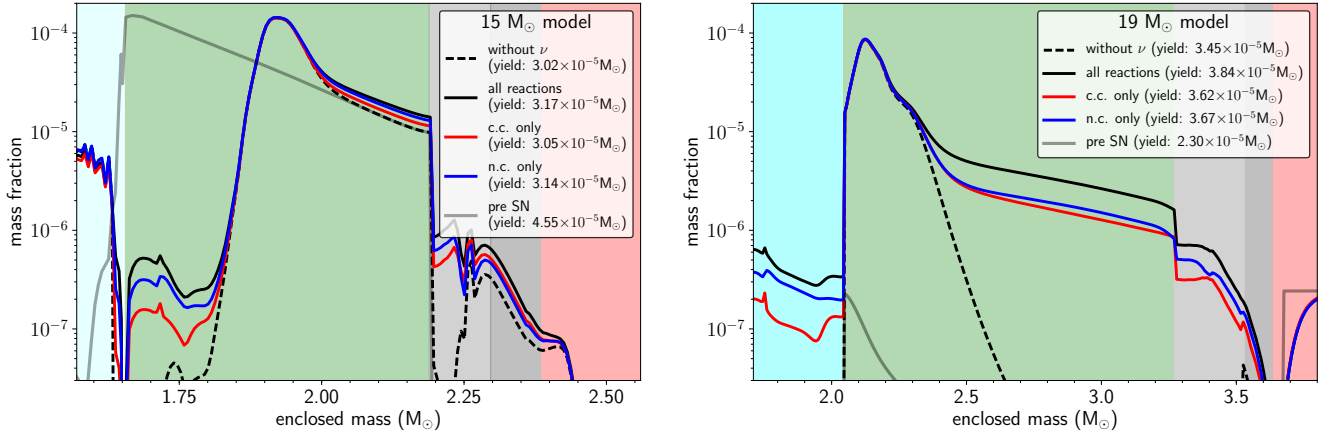 15 M☉ model
without ν
(yield: 3.02×10⁻⁵M☉)
all reactions
(yield: 3.17×10⁻⁵M☉)
c.c. only
(yield: 3.05×10⁻⁵M☉)
n.c. only
(yield: 3.14×10⁻⁵M☉)
pre SN
(yield: 4.55×10⁻⁵M☉)
mass fraction
10⁻⁴
10⁻⁵
10⁻⁶
10⁻⁷
1.75
2.00
2.25
2.50
enclosed mass (M☉)
19 M☉ model
without ν (yield: 3.45×10⁻⁵M☉)
all reactions (yield: 3.84×10⁻⁵M☉)
c.c. only (yield: 3.62×10⁻⁵M☉)
n.c. only (yield: 3.67×10⁻⁵M☉)
pre SN (yield: 2.30×10⁻⁵M☉)
mass fraction
10⁻⁴
10⁻⁵
10⁻⁶
10⁻⁷
2.0
2.5
3.0
3.5
enclosed mass (M☉)